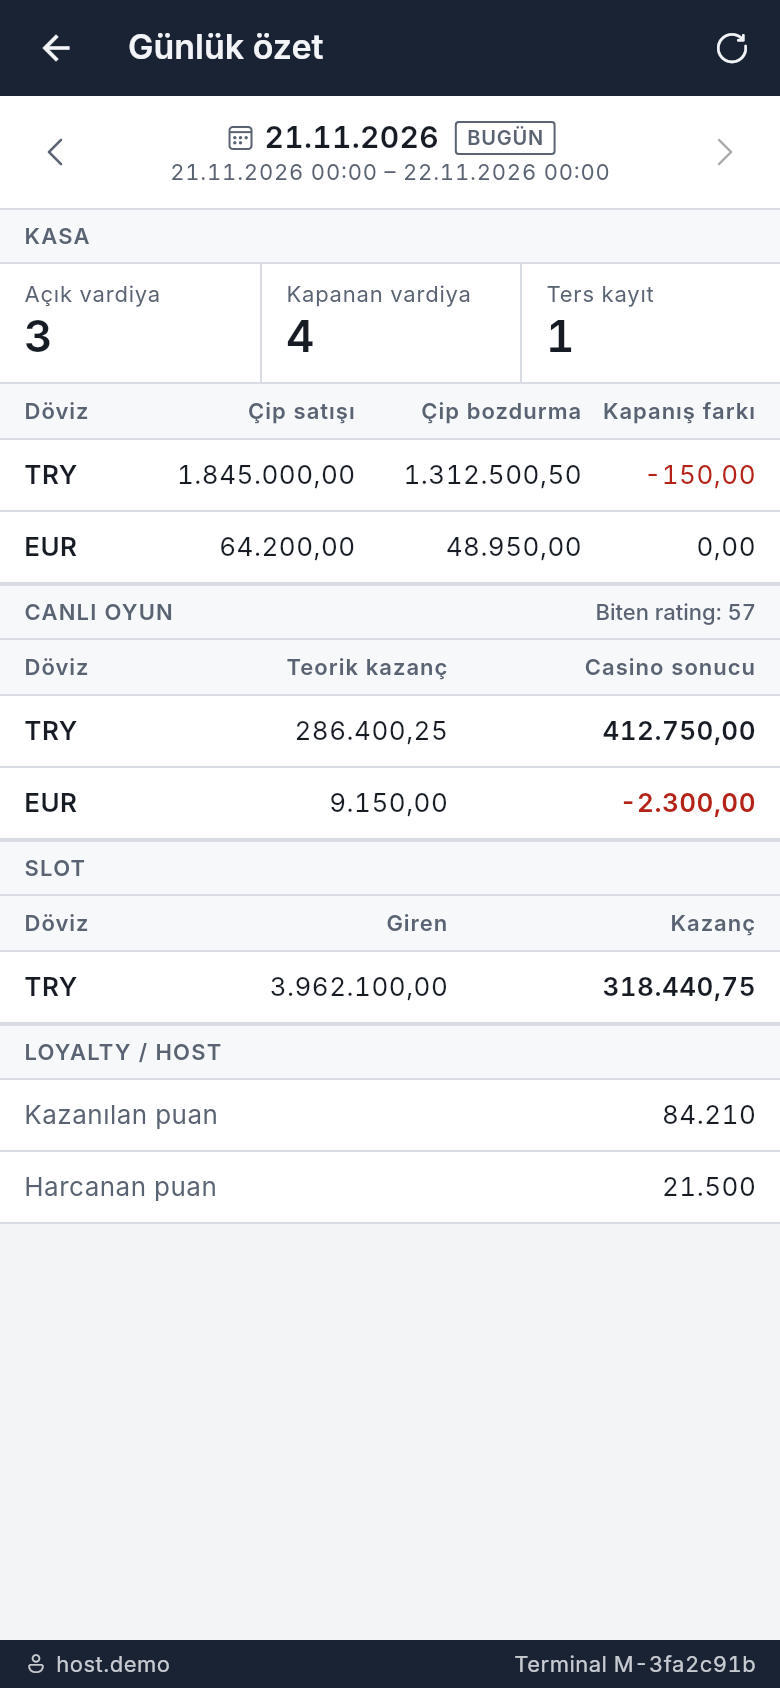 Günlük özet
21.11.2026 BUGÜN
21.11.2026 00:00 – 22.11.2026 00:00
KASA
Açık vardiya Kapanan vardiya Ters kayıt
3 4 1
Döviz Çip satışı Çip bozdurma Kapanış farkı
TRY 1.845.000,00 1.312.500,50 -150,00
EUR 64.200,00 48.950,00 0,00
CANLI OYUN Biten rating: 57
Döviz Teorik kazanç Casino sonucu
TRY 286.400,25 412.750,00
EUR 9.150,00 -2.300,00
SLOT
Döviz Giren Kazanç
TRY 3.962.100,00 318.440,75
LOYALTY / HOST
Kazanılan puan 84.210
Harcanan puan 21.500
host.demo Terminal M-3fa2c91b